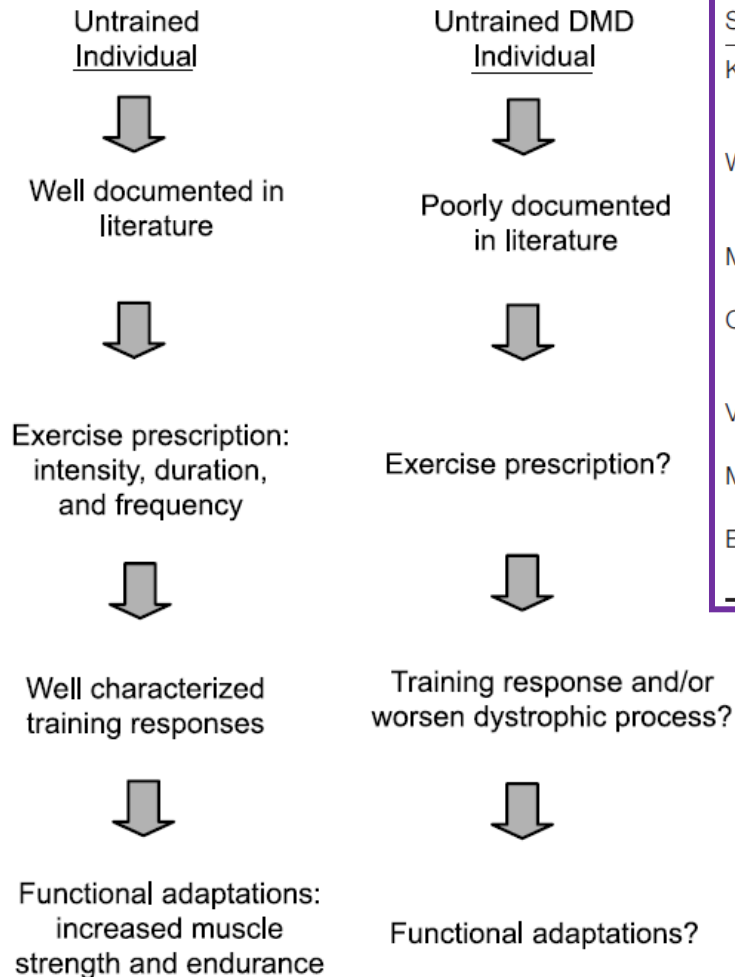 Untrained
Individual
Well documented in
literature
Exercise prescription:
intensity, duration,
and frequency
Well characterized
training responses
Functional adaptations:
increased muscle
strength and endurance
Untrained DMD
Individual
Poorly documented
in literature
Exercise prescription?
Training response and/or
worsen dystrophic process?
Functional adaptations?